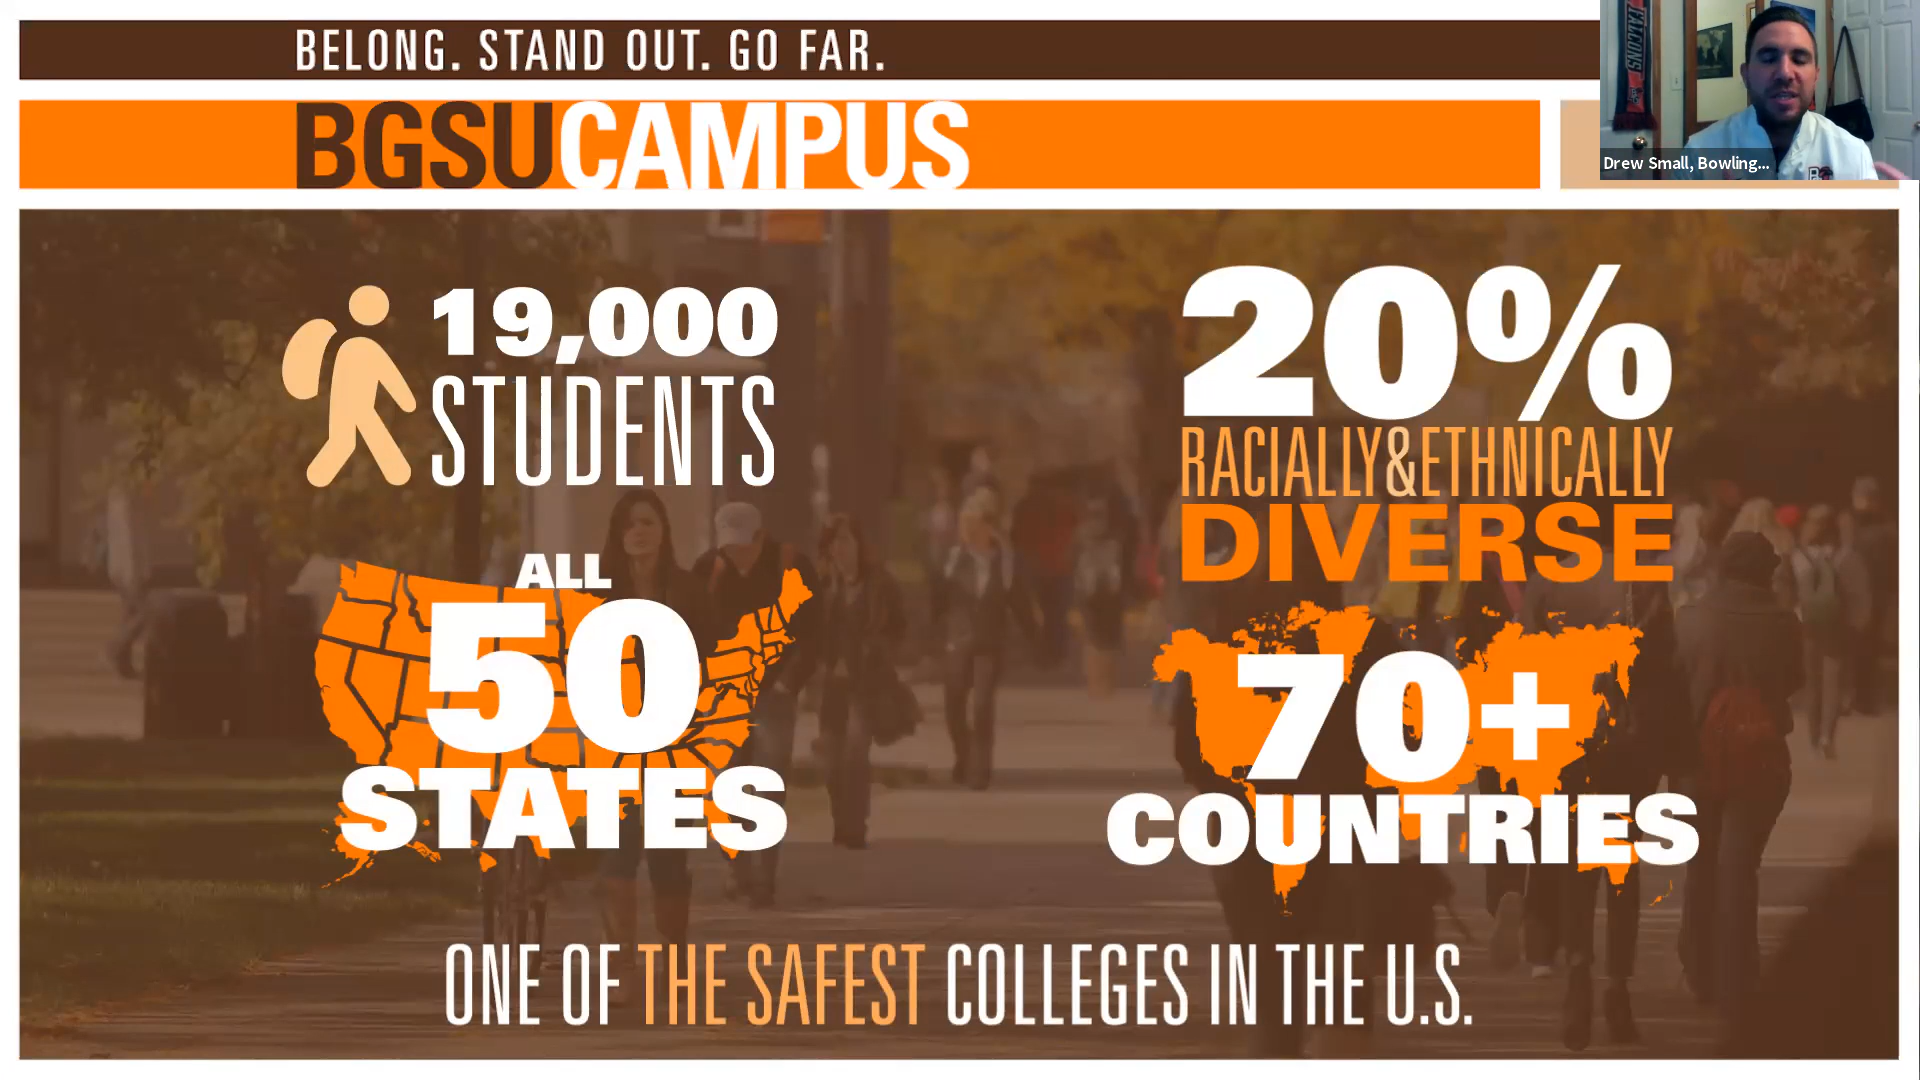 BELONG. STAND OUT. GO FAR.
BGSUCAMPUS
FALCONS
Drew Small, Bowling...
19,000
STUDENTS
20%
RACIALLY&ETHNICALLY
DIVERSE
ALL
50
STATES
70+
COUNTRIES
ONE OF THE SAFEST COLLEGES IN THE U.S.